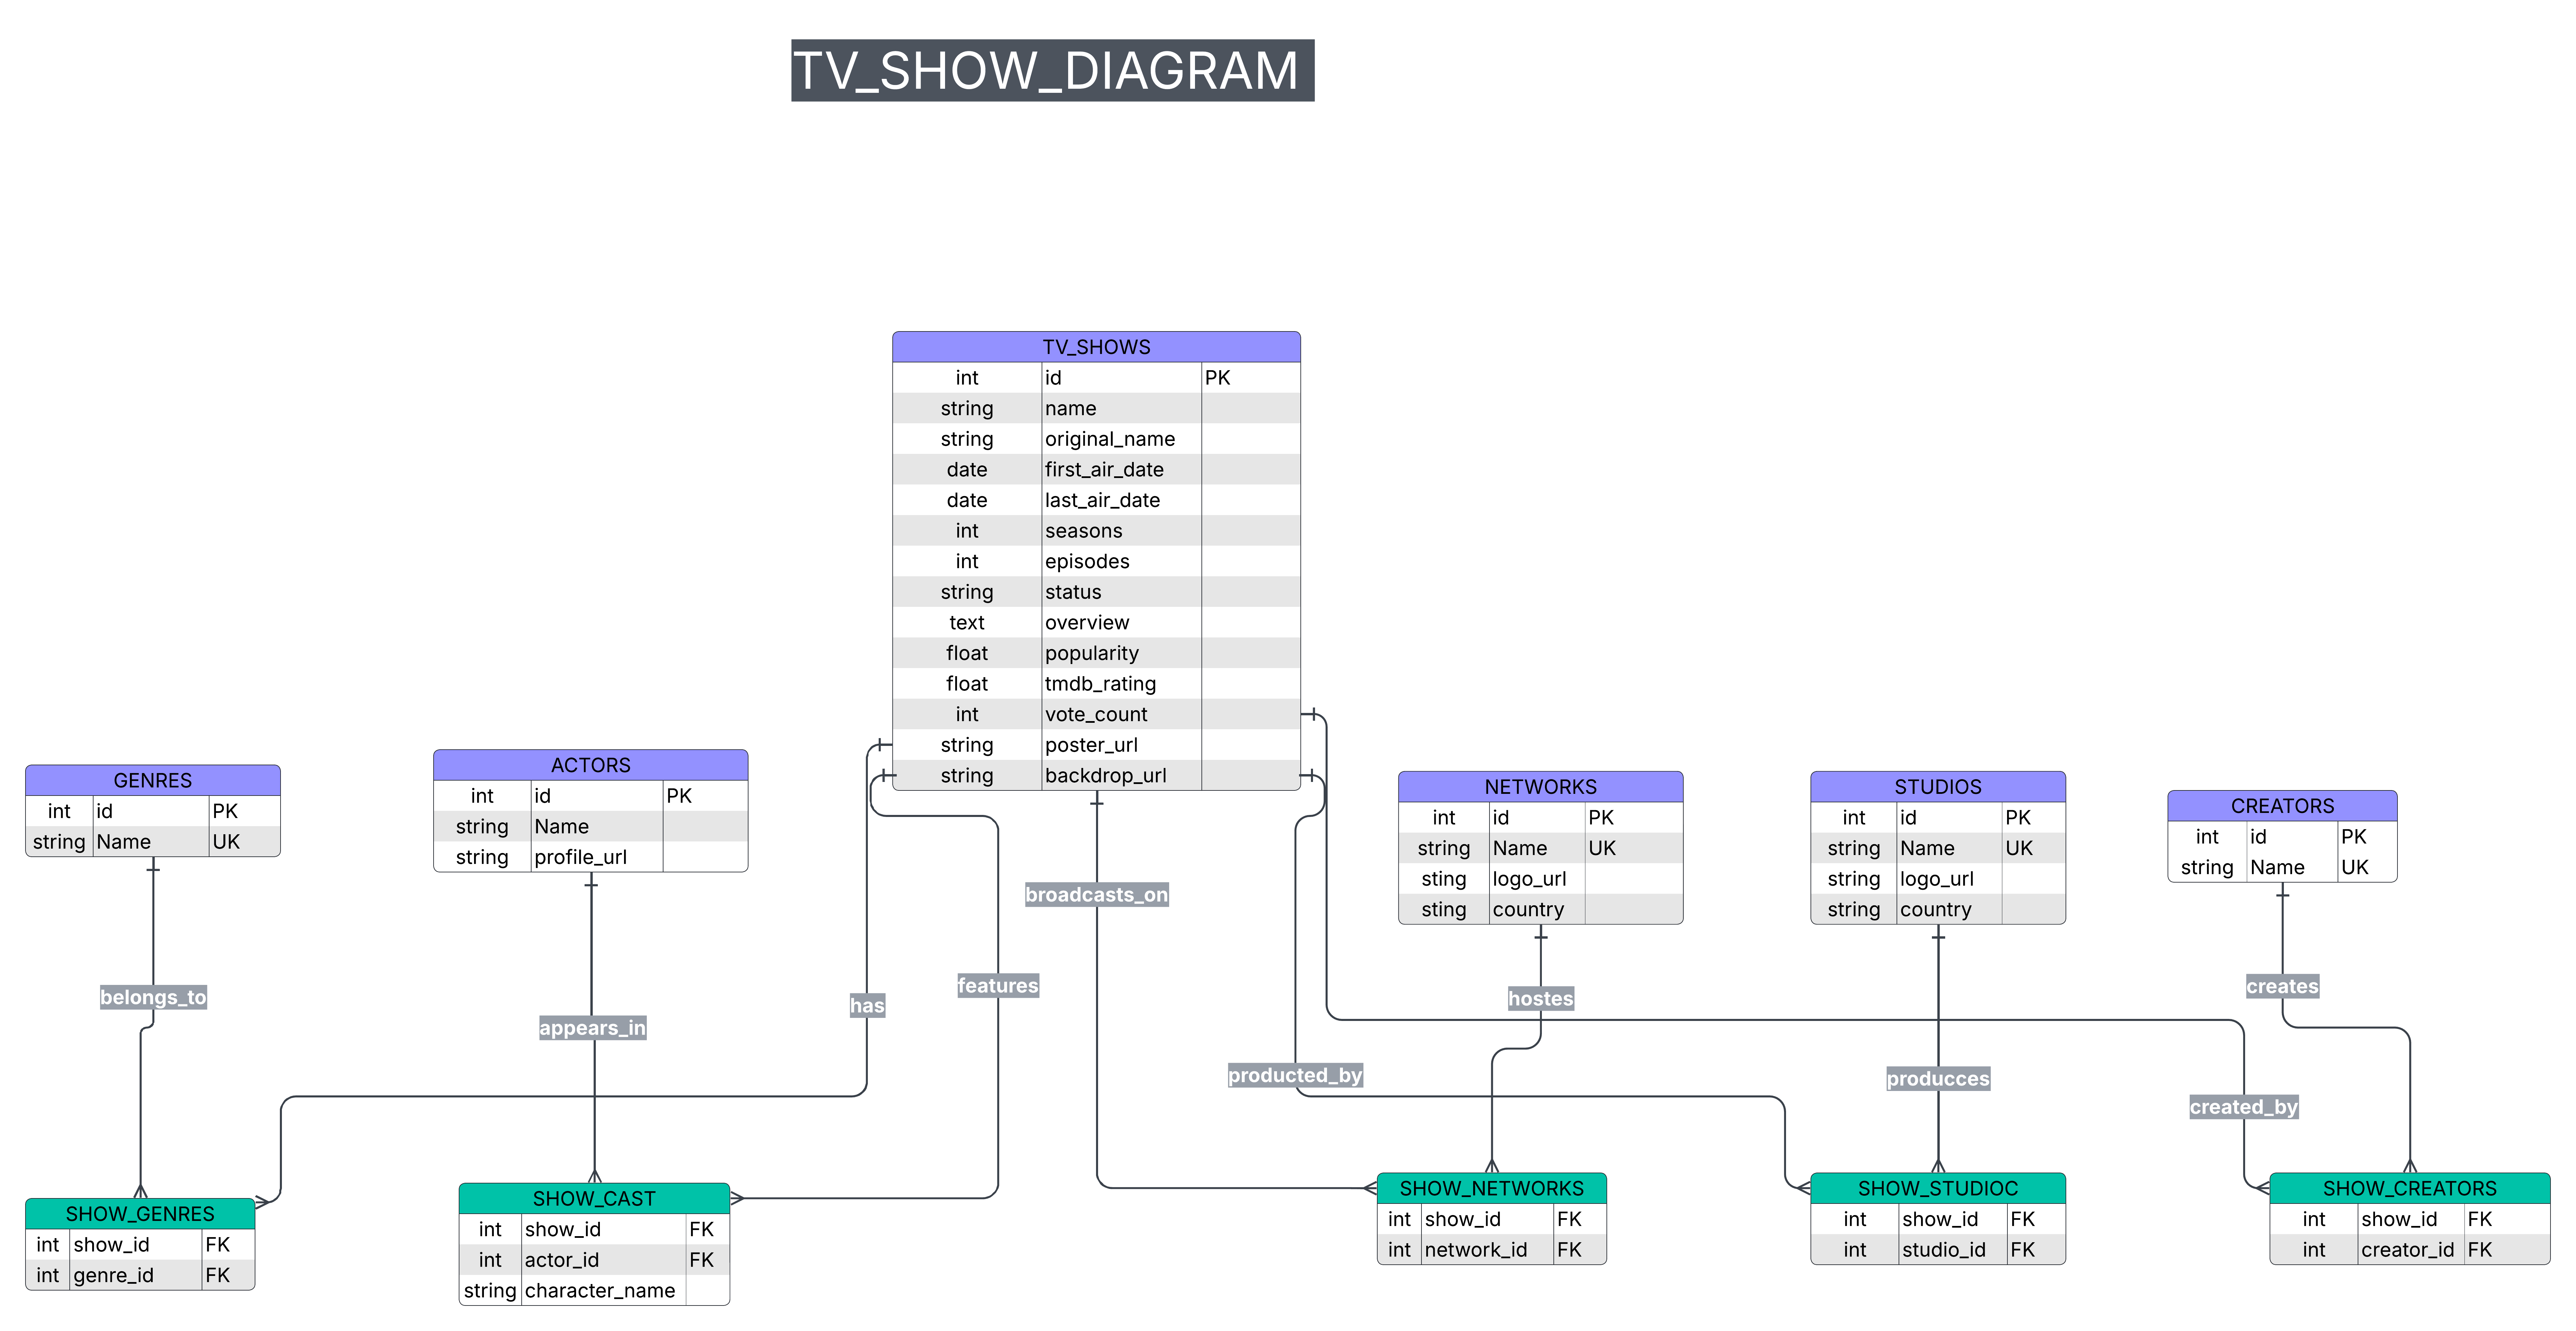 TV_SHOW_DIAGRAM
TV_SHOWS
int id PK
string name
string original_name
date first_air_date
date last_air_date
int seasons
int episodes
string status
text overview
float popularity
float tmdb_rating
int vote_count
string poster_url
string backdrop_url
GENRES
int id PK
string Name UK
ACTORS
int id PK
string Name
string profile_url
NETWORKS
int id PK
string Name UK
sting logo_url
sting country
STUDIOS
int id PK
string Name UK
string logo_url
string country
CREATORS
int id PK
string Name UK
belongs_to
appears_in
has
features
broadcasts_on
producted_by
hostes
producces
creates
created_by
SHOW_GENRES
int show_id FK
int genre_id FK
SHOW_CAST
int show_id FK
int actor_id FK
string character_name
SHOW_NETWORKS
int show_id FK
int network_id FK
SHOW_STUDIOC
int show_id FK
int studio_id FK
SHOW_CREATORS
int show_id FK
int creator_id FK